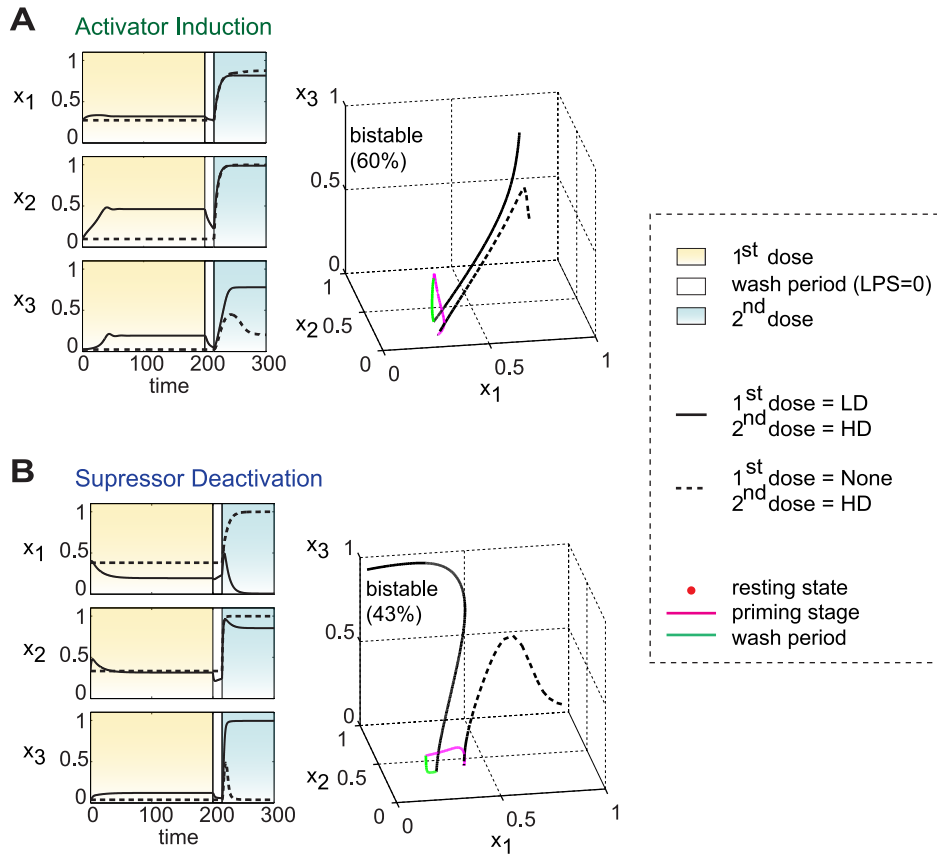 A
Activator Induction
x1
1
0.5
0
x2
1
0.5
0
x3
1
0.5
0
0 100 200 300
time
x3
1
bistable
(60%)
0.5
0
1
x2
0.5
0
0
0.5
1
x1
B
Supressor Deactivation
x1
1
0.5
0
x2
1
0.5
0
x3
1
0.5
0
0 100 200 300
time
x3
1
bistable
(43%)
0.5
0
1
x2
0.5
0
0
0.5
1
x1
1st dose
wash period (LPS=0)
2nd dose
1st dose = LD
2nd dose = HD
1st dose = None
2nd dose = HD
resting state
priming stage
wash period